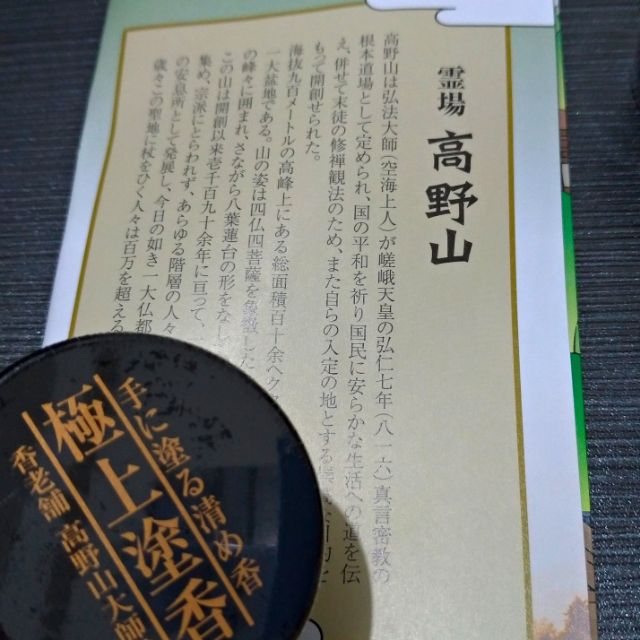 霊場 高野山
高野山は弘法大師(空海上人)が嵯峨天皇の弘仁七年(八一六)真言密教の
根本道場として定められ、国の平和を祈り国民に安らかな生活への道を伝
え、併せて末徒の修禅観法のため、また自らの入定の地とする
もって開創せられた。
海抜九百メートルの高峰上にある総面積百十余ヘク
一大盆地である。山の姿は四仏四菩薩を
の峰々に囲まれ、さながら八葉蓮台の形をな
この山は開創以来壱千百九十余年に亘って、
集め、宗派にとらわれず、あらゆる階層の人々
の安息所として発展し、今日の如き一大仏都
歳々この聖地に杖をひく人々は百万を超える
手に塗る清め香
極上塗香
香老舗 高野山大師